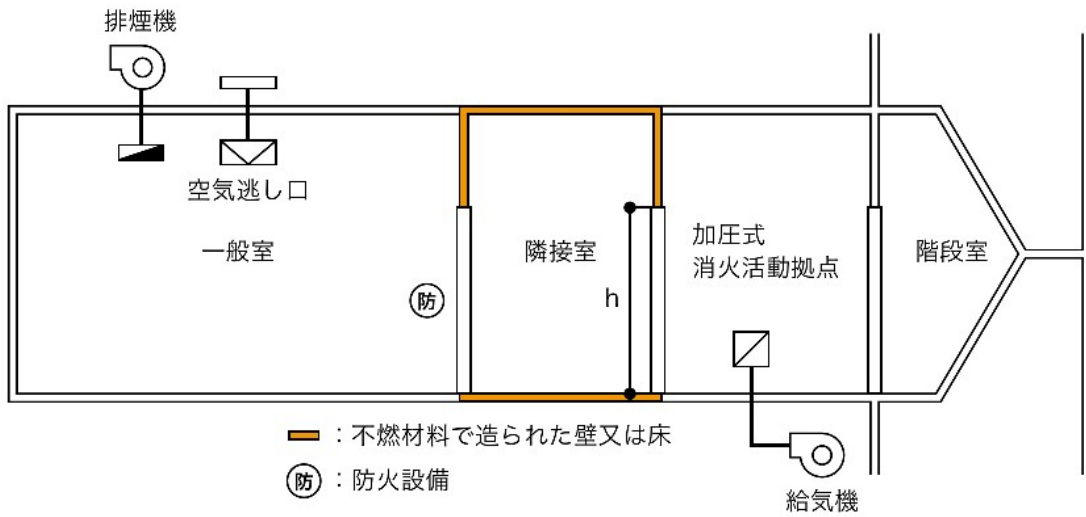 排煙機
空気逃し口
一般室
防
隣接室
h
加圧式
消火活動拠点
階段室
:不燃材料で造られた壁又は床
防:防火設備
給気機